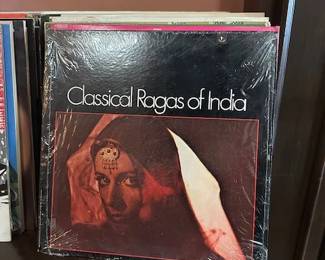 Classical Ragas of India